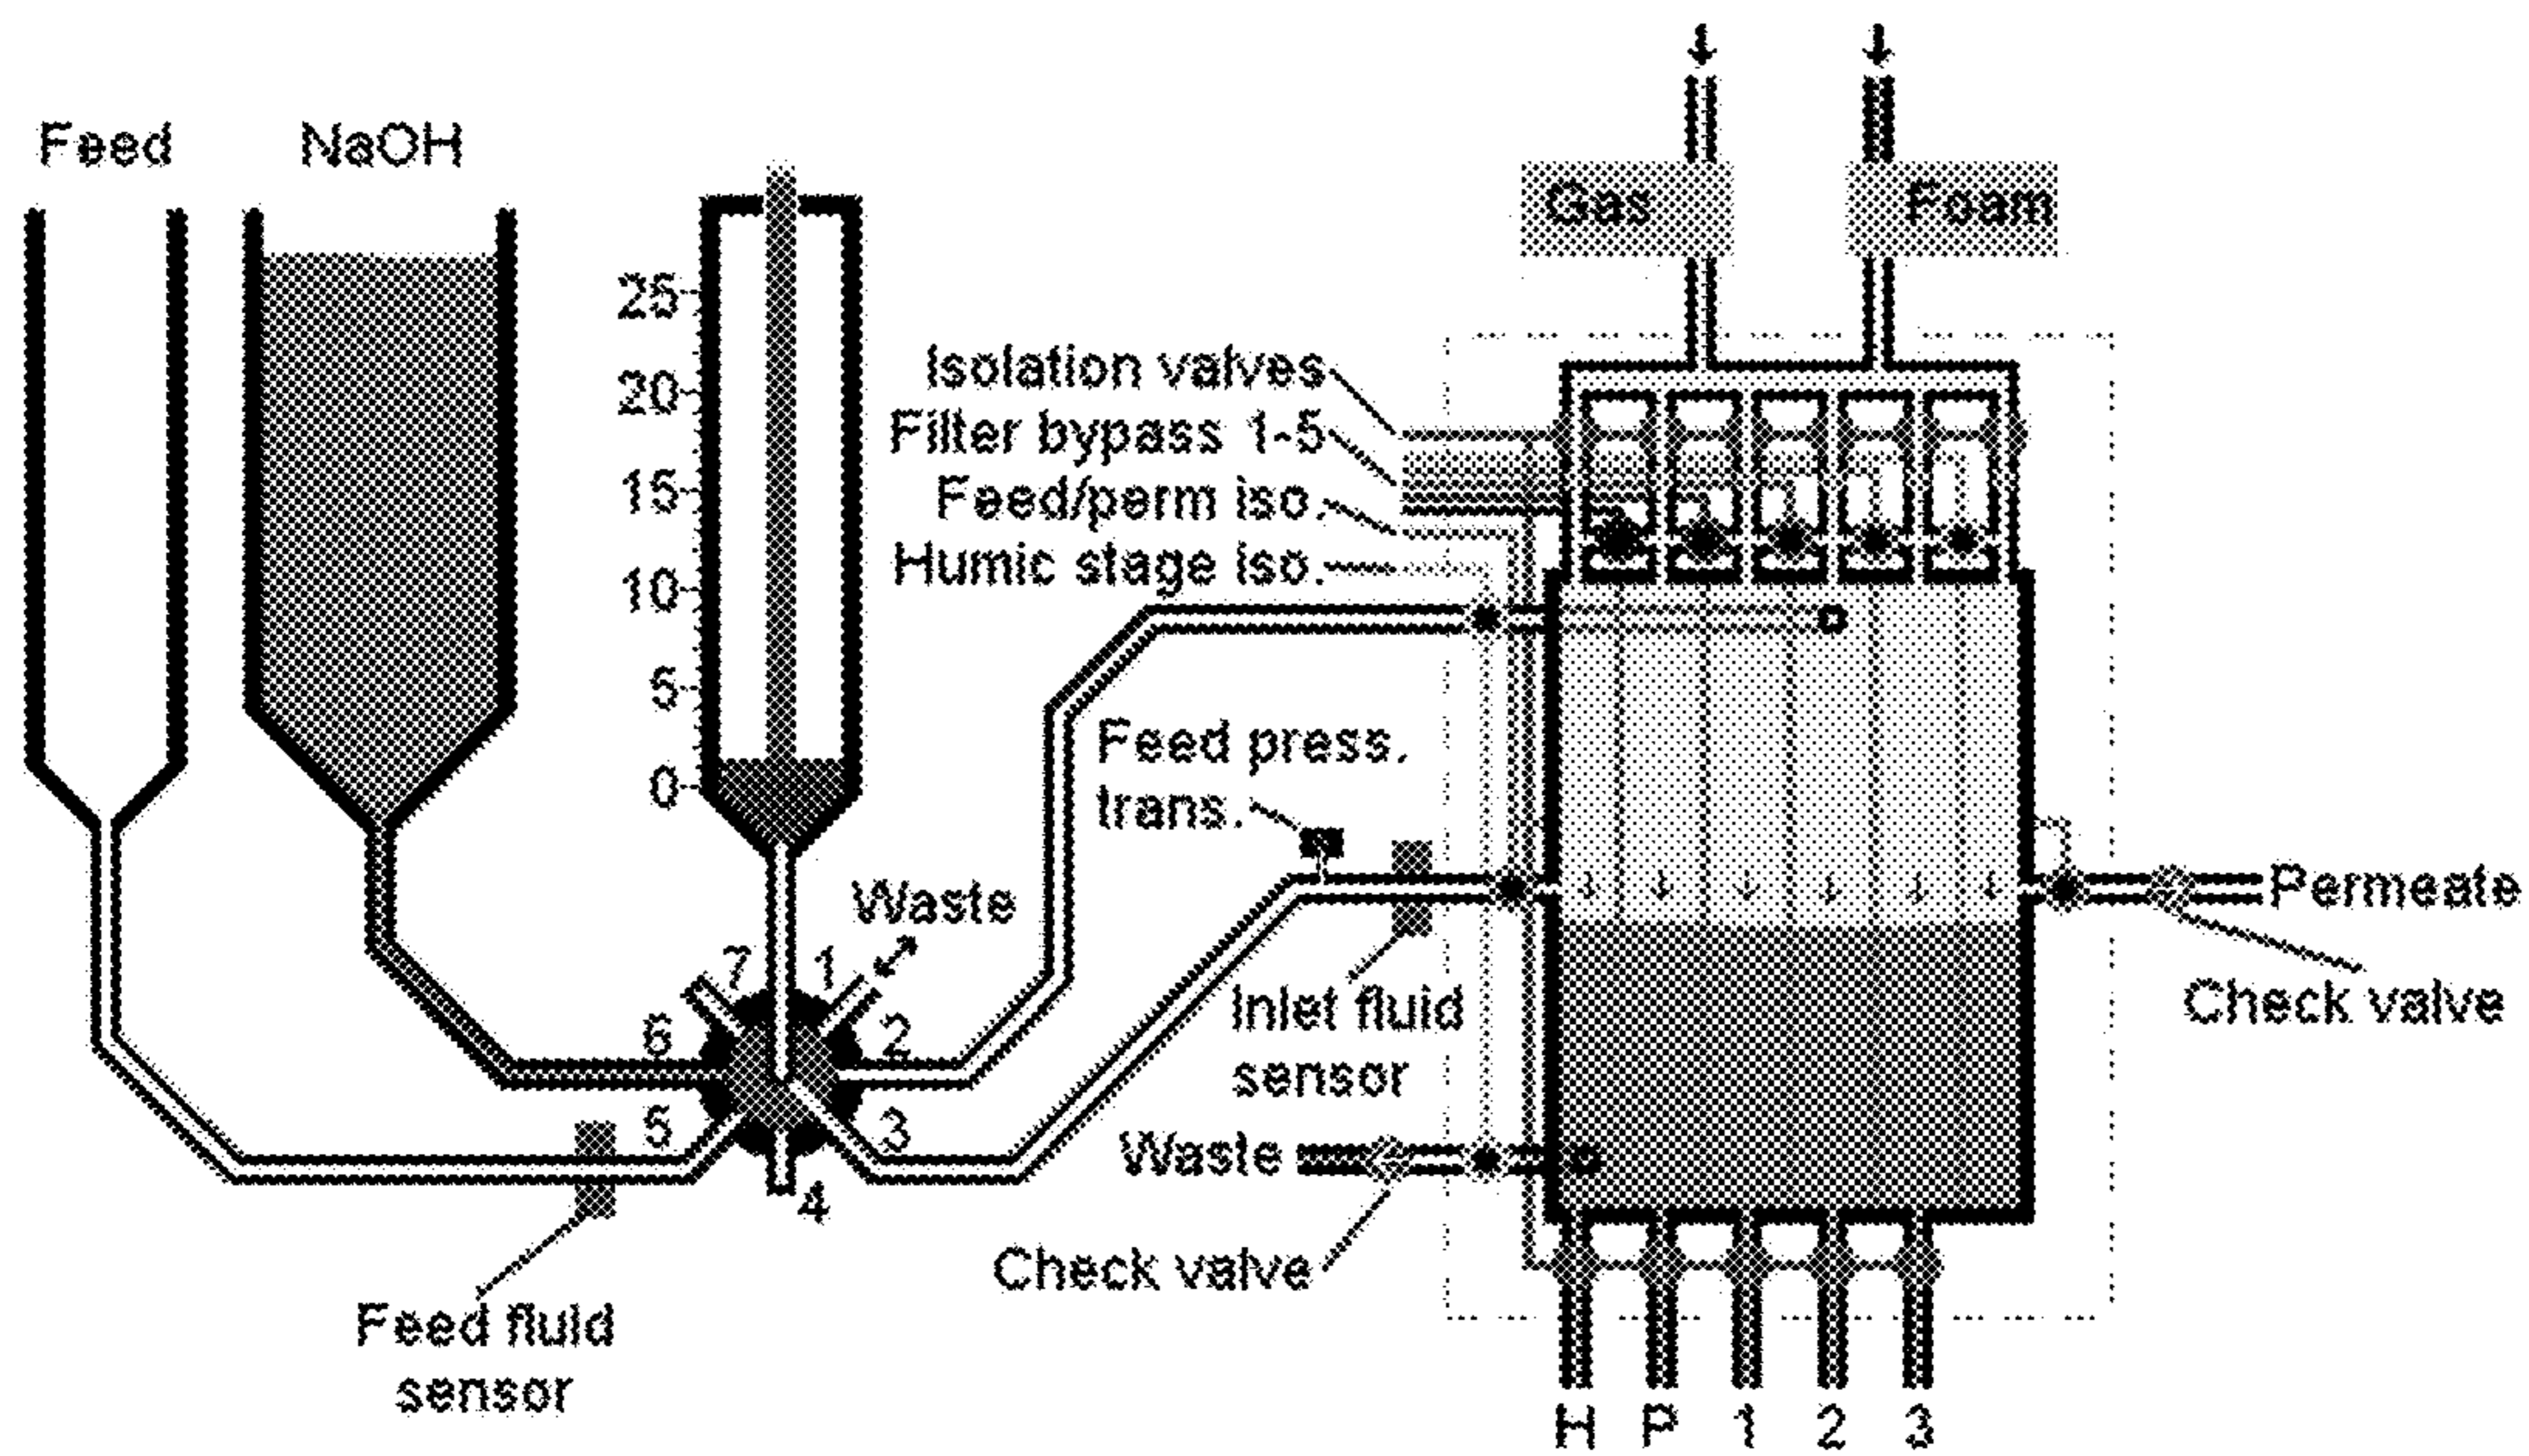 Feed
NaOH
Gas
Foam
25
20
15
10
5
0
Isolation valves
Filter bypass 1-5
Feed/perm iso.
Humic stage iso.
Feed press.
trans.
Waste
7
1
6
2
5
3
4
Inlet fluid
sensor
Permeate
Check valve
Waste
Check valve
Feed fluid
sensor
H P 1 2 3